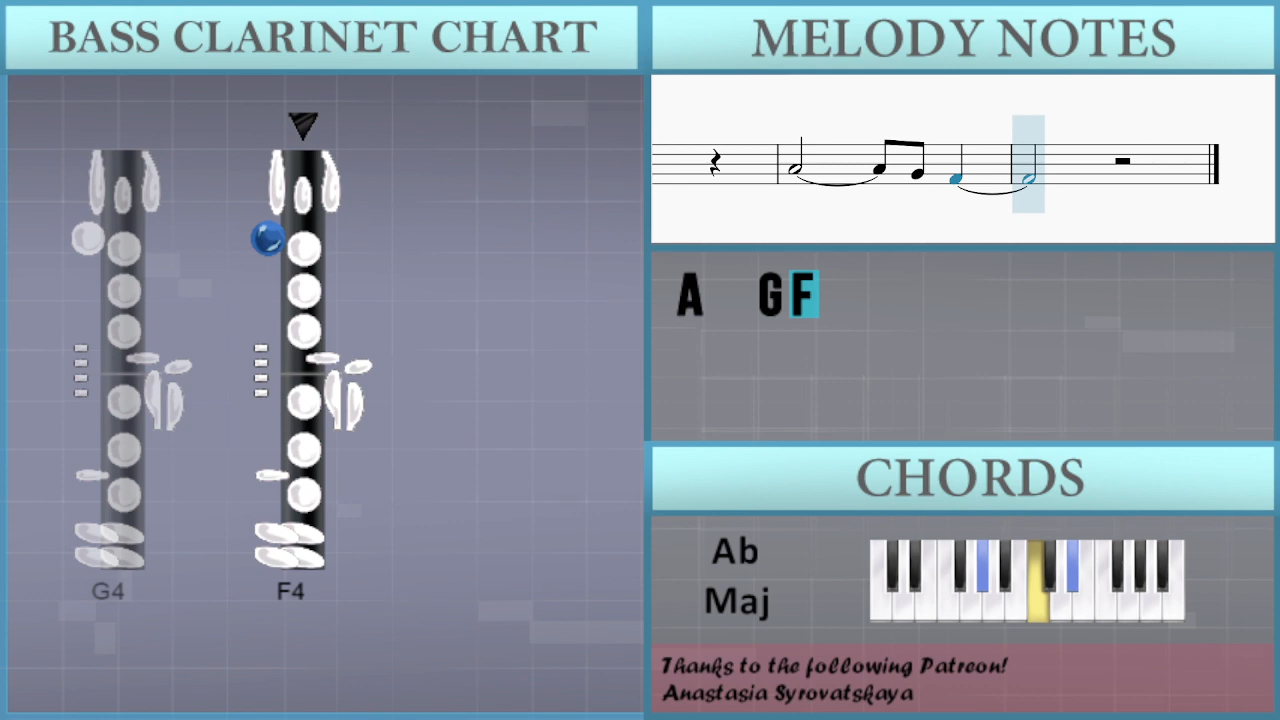 BASS CLARINET CHART
G4
F4
MELODY NOTES
A G F
CHORDS
Ab
Maj
Thanks to the following Patreon!
Anastasia Syrovatskaya